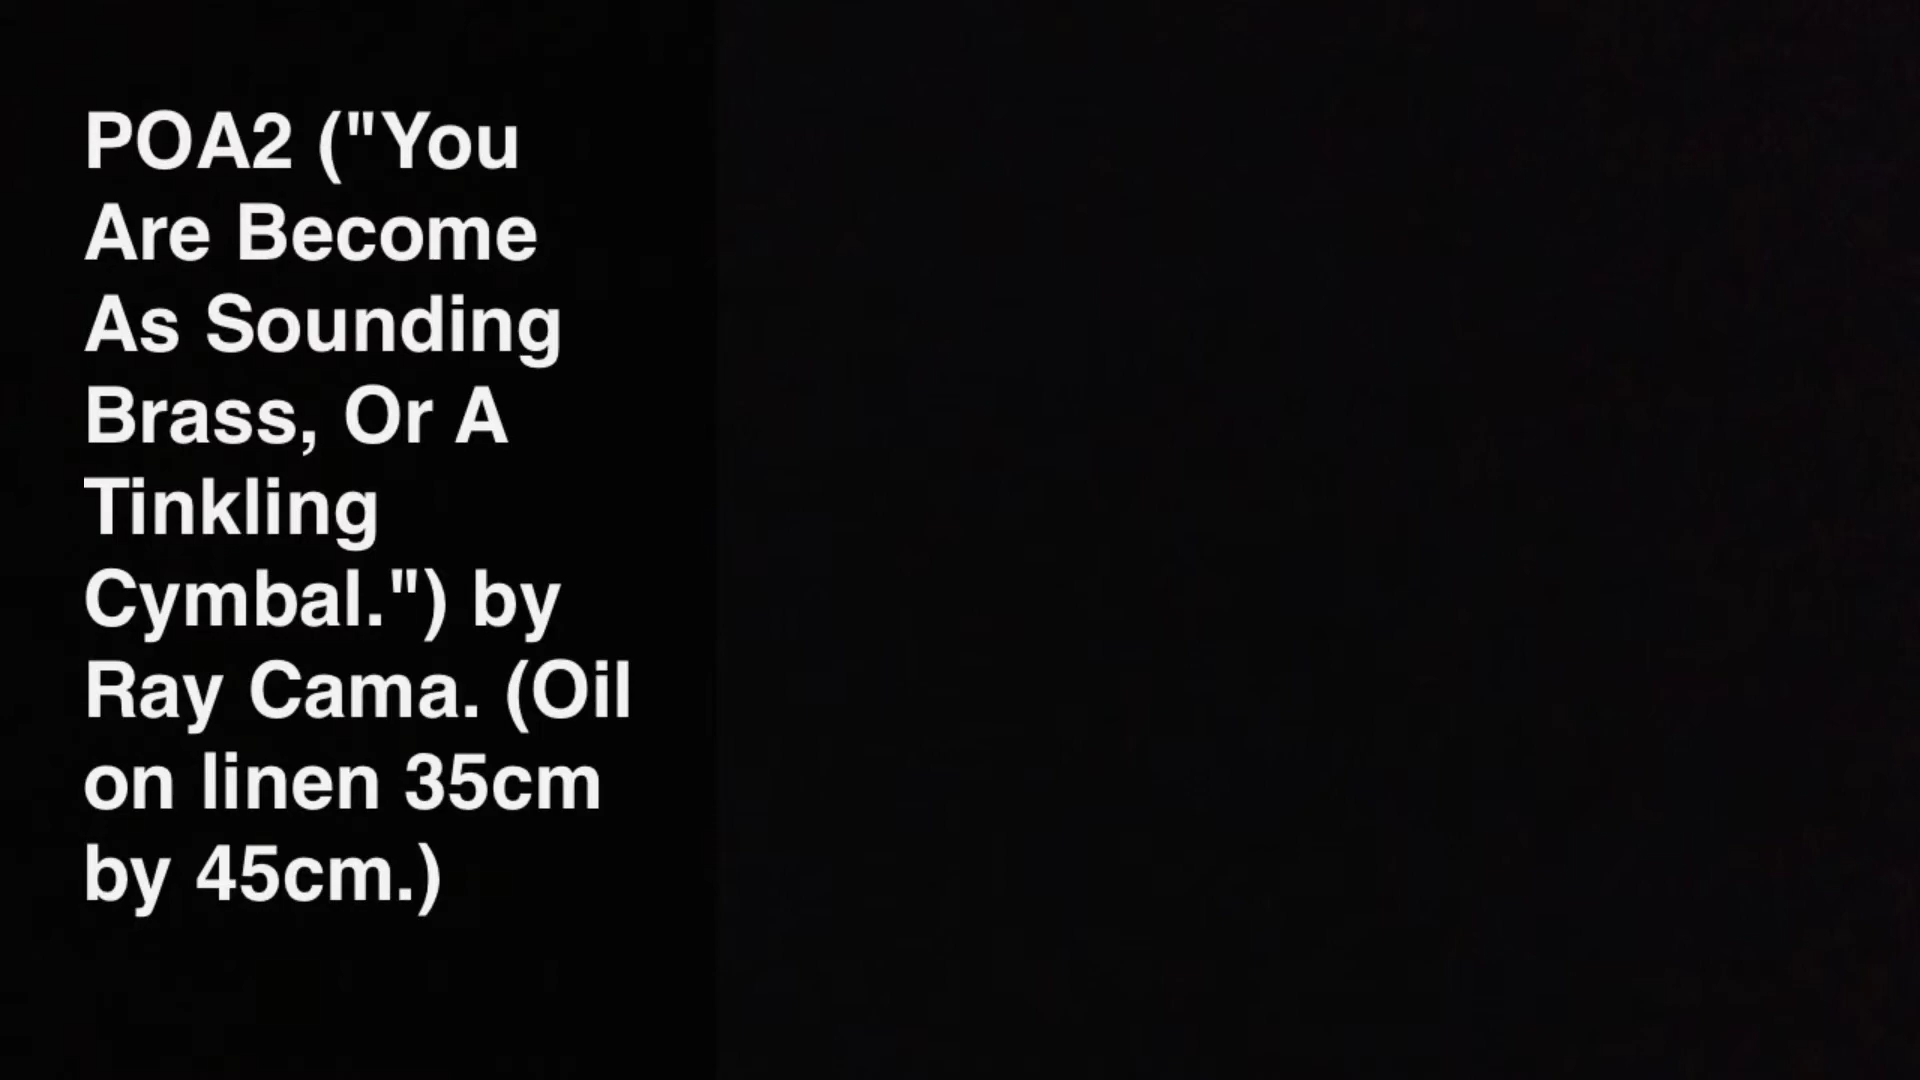 POA2 ("You
Are Become
As Sounding
Brass, Or A
Tinkling
Cymbal.") by
Ray Cama. (Oil
on linen 35cm
by 45cm.)